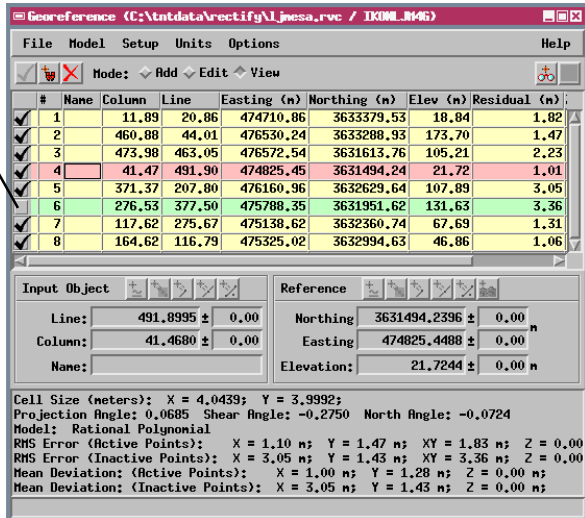 Georeference (C:\tntdata\rectify\l_jmesa.rvc / IKONLJM4G)
File Model Setup Units Options Help
Mode: Add Edit View
# Name Column Line Easting (m) Northing (m) Elev (m) Residual (m)
1 11.89 20.86 474710.86 3633379.53 18.84 1.82
2 460.88 44.01 476530.24 3633288.93 173.70 1.47
3 473.98 463.05 476572.54 3631613.76 105.21 2.23
4 41.47 491.90 474825.45 3631494.24 21.72 1.01
5 371.37 207.80 476160.96 3632629.64 107.89 3.05
6 276.53 377.50 475788.35 3631951.62 131.63 3.36
7 117.62 275.67 475138.62 3632360.74 67.69 1.31
8 164.62 116.79 475325.02 3632994.63 46.86 1.06
Input Object Reference
Line: 491.8995 ± 0.00 Northing 3631494.2396 ± 0.00
m
Column: 41.4680 ± 0.00 Easting 474825.4488 ± 0.00
Name: Elevation: 21.7244 ± 0.00 m
Cell Size (meters): X = 4.0439; Y = 3.9992;
Projection Angle: 0.0685 Shear Angle: -0.2750 North Angle: -0.0724
Model: Rational Polynomial
RMS Error (Active Points): X = 1.10 m; Y = 1.47 m; XY = 1.83 m; Z = 0.00
RMS Error (Inactive Points): X = 3.05 m; Y = 1.43 m; XY = 3.36 m; Z = 0.00
Mean Deviation: (Active Points): X = 1.00 m; Y = 1.28 m; Z = 0.00 m;
Mean Deviation: (Inactive Points): X = 3.05 m; Y = 1.43 m; Z = 0.00 m;